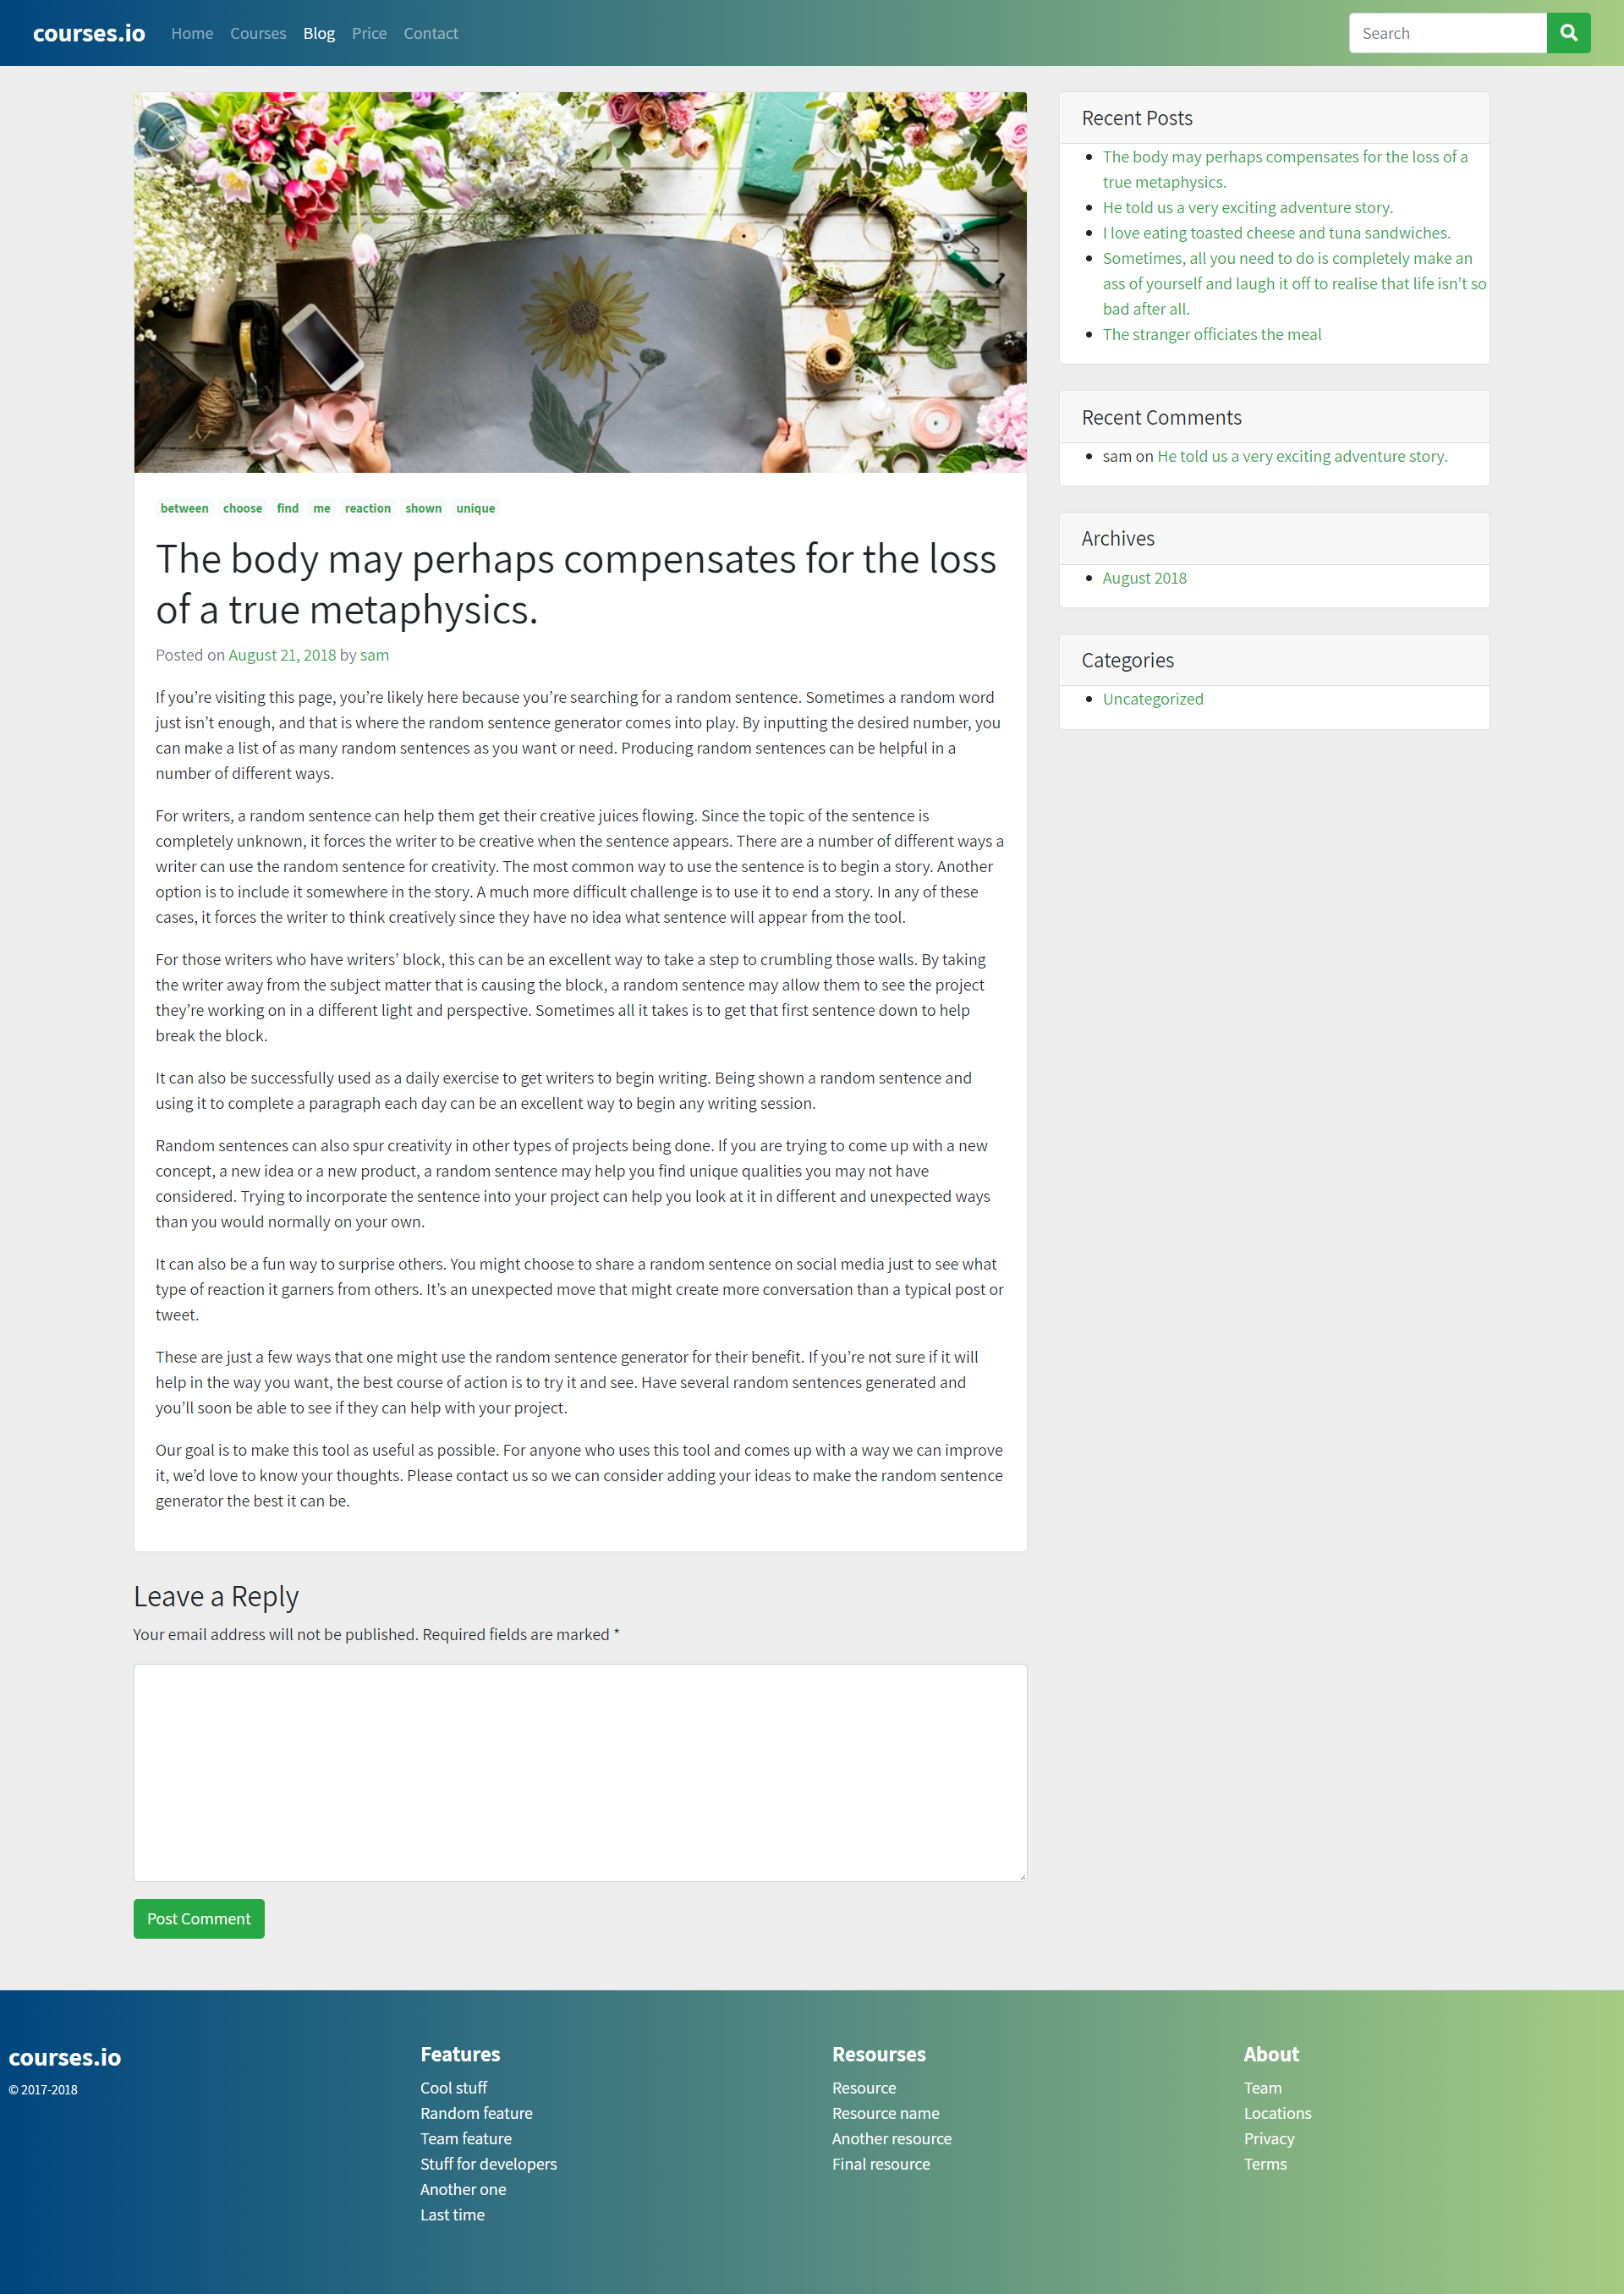 courses.io Home Courses Blog Price Contact Search
between choose find me reaction shown unique
The body may perhaps compensates for the loss
of a true metaphysics.
Posted on August 21, 2018 by sam
If you’re visiting this page, you’re likely here because you’re searching for a random sentence. Sometimes a random word
just isn’t enough, and that is where the random sentence generator comes into play. By inputting the desired number, you
can make a list of as many random sentences as you want or need. Producing random sentences can be helpful in a
number of different ways.
For writers, a random sentence can help them get their creative juices flowing. Since the topic of the sentence is
completely unknown, it forces the writer to be creative when the sentence appears. There are a number of different ways a
writer can use the random sentence for creativity. The most common way to use the sentence is to begin a story. Another
option is to include it somewhere in the story. A much more difficult challenge is to use it to end a story. In any of these
cases, it forces the writer to think creatively since they have no idea what sentence will appear from the tool.
For those writers who have writers’ block, this can be an excellent way to take a step to crumbling those walls. By taking
the writer away from the subject matter that is causing the block, a random sentence may allow them to see the project
they’re working on in a different light and perspective. Sometimes all it takes is to get that first sentence down to help
break the block.
It can also be successfully used as a daily exercise to get writers to begin writing. Being shown a random sentence and
using it to complete a paragraph each day can be an excellent way to begin any writing session.
Random sentences can also spur creativity in other types of projects being done. If you are trying to come up with a new
concept, a new idea or a new product, a random sentence may help you find unique qualities you may not have
considered. Trying to incorporate the sentence into your project can help you look at it in different and unexpected ways
than you would normally on your own.
It can also be a fun way to surprise others. You might choose to share a random sentence on social media just to see what
type of reaction it garners from others. It’s an unexpected move that might create more conversation than a typical post or
tweet.
These are just a few ways that one might use the random sentence generator for their benefit. If you’re not sure if it will
help in the way you want, the best course of action is to try it and see. Have several random sentences generated and
you’ll soon be able to see if they can help with your project.
Our goal is to make this tool as useful as possible. For anyone who uses this tool and comes up with a way we can improve
it, we’d love to know your thoughts. Please contact us so we can consider adding your ideas to make the random sentence
generator the best it can be.
Leave a Reply
Your email address will not be published. Required fields are marked *
Post Comment
Recent Posts
The body may perhaps compensates for the loss of a
true metaphysics.
He told us a very exciting adventure story.
I love eating toasted cheese and tuna sandwiches.
Sometimes, all you need to do is completely make an
ass of yourself and laugh it off to realise that life isn’t so
bad after all.
The stranger officiates the meal
Recent Comments
sam on He told us a very exciting adventure story.
Archives
August 2018
Categories
Uncategorized
courses.io
© 2017-2018
Features
Cool stuff
Random feature
Team feature
Stuff for developers
Another one
Last time
Resourses
Resource
Resource name
Another resource
Final resource
About
Team
Locations
Privacy
Terms